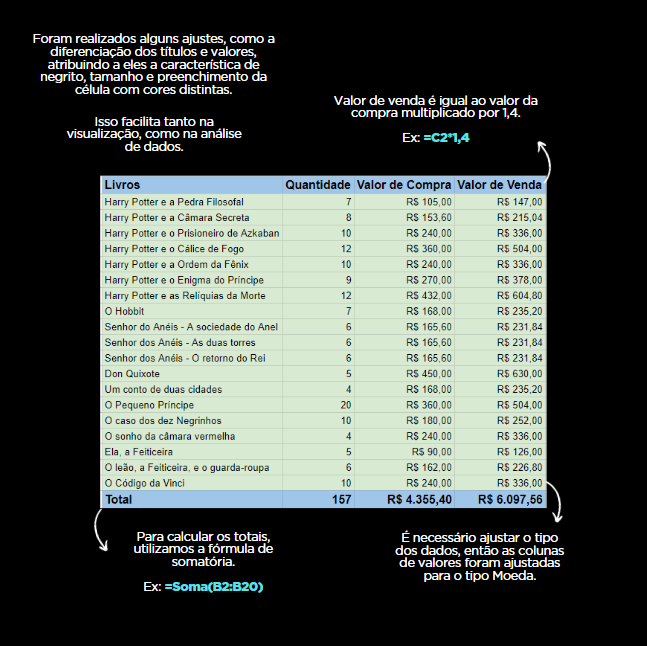 Foram realizados alguns ajustes, como a
diferenciação dos títulos e valores,
atribuindo a eles a característica de
negrito, tamanho e preenchimento da
célula com cores distintas.
Isso facilita tanto na
visualização, como na análise
de dados.
Valor de venda é igual ao valor da
compra multiplicado por 1,4.
Ex: =C2*1,4
Livros Quantidade Valor de Compra Valor de Venda
Harry Potter e a Pedra Filosofal 7 R$ 105,00 R$ 147,00
Harry Potter e a Câmara Secreta 8 R$ 153,60 R$ 215,04
Harry Potter e o Prisioneiro de Azkaban 10 R$ 240,00 R$ 336,00
Harry Potter e o Cálice de Fogo 12 R$ 360,00 R$ 504,00
Harry Potter e a Ordem da Fênix 10 R$ 240,00 R$ 336,00
Harry Potter e o Enigma do Príncipe 9 R$ 270,00 R$ 378,00
Harry Potter e as Relíquias da Morte 12 R$ 432,00 R$ 604,80
O Hobbit 7 R$ 168,00 R$ 235,20
Senhor do Anéis - A sociedade do Anel 6 R$ 165,60 R$ 231,84
Senhor dos Anéis - As duas torres 6 R$ 165,60 R$ 231,84
Senhor dos Anéis - O retorno do Rei 6 R$ 165,60 R$ 231,84
Don Quixote 5 R$ 450,00 R$ 630,00
Um conto de duas cidades 4 R$ 168,00 R$ 235,20
O Pequeno Príncipe 20 R$ 360,00 R$ 504,00
O caso dos dez Negrinhos 10 R$ 180,00 R$ 252,00
O sonho da câmara vermelha 4 R$ 240,00 R$ 336,00
Ela, a Feiticeira 5 R$ 90,00 R$ 126,00
O leão, a Feiticeira, e o guarda-roupa 6 R$ 162,00 R$ 226,80
O Código da Vinci 10 R$ 240,00 R$ 336,00
Total 157 R$ 4.355,40 R$ 6.097,56
Para calcular os totais,
utilizamos a fórmula de
somatória.
Ex: =Soma(B2:B20)
É necessário ajustar o tipo
dos dados, então as colunas
de valores foram ajustadas
para o tipo Moeda.